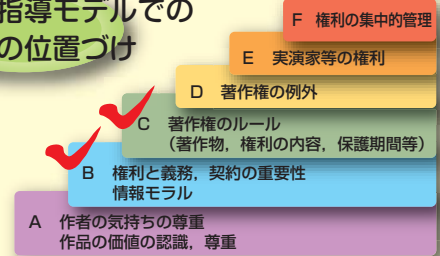 指導モデルでの
の位置づけ
F 権利の集中的管理
E 実演家等の権利
D 著作権の例外
C 著作権のルール
（著作物，権利の内容，保護期間等）
B 権利と義務，契約の重要性
情報モラル
A 作者の気持ちの尊重
作品の価値の認識，尊重